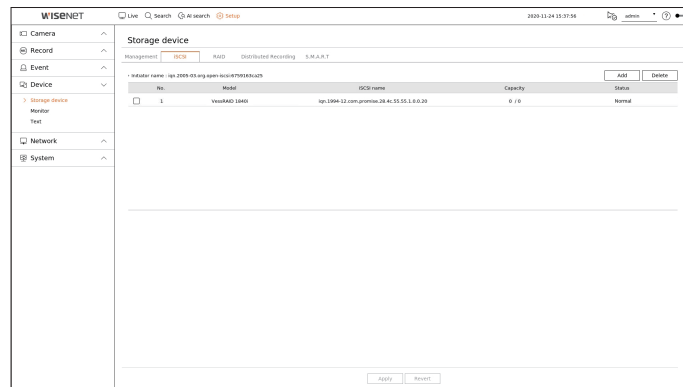 WISENET
Live Search AI search Setup 2020-11-24 15:37:56 admin
Camera
Record
Event
Device
Storage device
Monitor
Text
Network
System
Storage device
Management iSCSI RAID Distributed Recording S.M.A.R.T
• Initiator name : iqn.2005-03.org.open-iscsi:6759163ca25 Add Delete
No. Model iSCSI name Capacity Status
1 VessRAID 1840i iqn.1994-12.com.promise.28.4c.55.55.1.0.0.20 0 / 0 Normal
Apply Revert